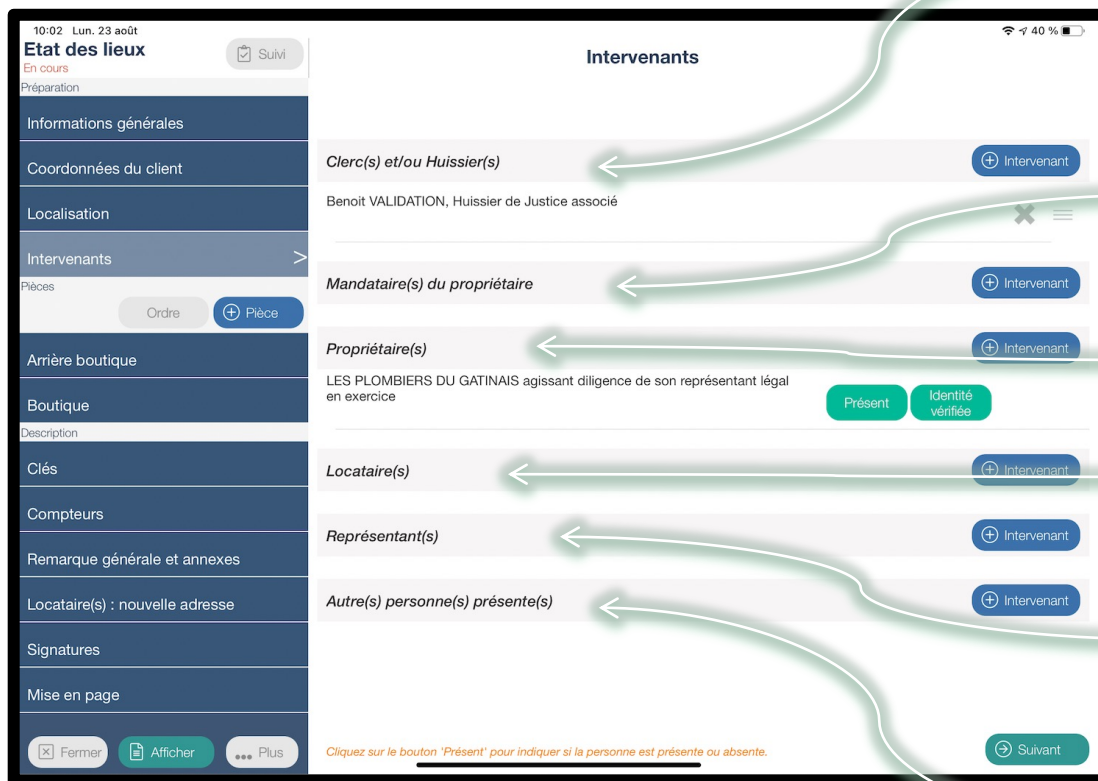 10:02 Lun. 23 août
40 %
Etat des lieux
En cours
Suivi
Préparation
Informations générales
Coordonnées du client
Localisation
Intervenants >
Pièces
Ordre
Pièce
Arrière boutique
Boutique
Description
Clés
Compteurs
Remarque générale et annexes
Locataire(s) : nouvelle adresse
Signatures
Mise en page
Fermer
Afficher
Plus
Intervenants
Clerc(s) et/ou Huissier(s)
Intervenant
Benoit VALIDATION, Huissier de Justice associé
Mandataire(s) du propriétaire
Intervenant
Propriétaire(s)
Intervenant
LES PLOMBIERS DU GATINAIS agissant diligence de son représentant légal
en exercice
Présent
Identité
vérifiée
Locataire(s)
Intervenant
Représentant(s)
Intervenant
Autre(s) personne(s) présente(s)
Intervenant
Cliquez sur le bouton 'Présent' pour indiquer si la personne est présente ou absente.
Suivant